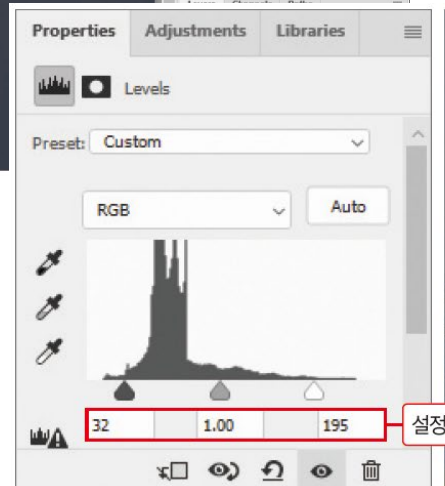 Properties Adjustments Libraries
Levels
Preset: Custom
RGB Auto
32 1.00 195
설정